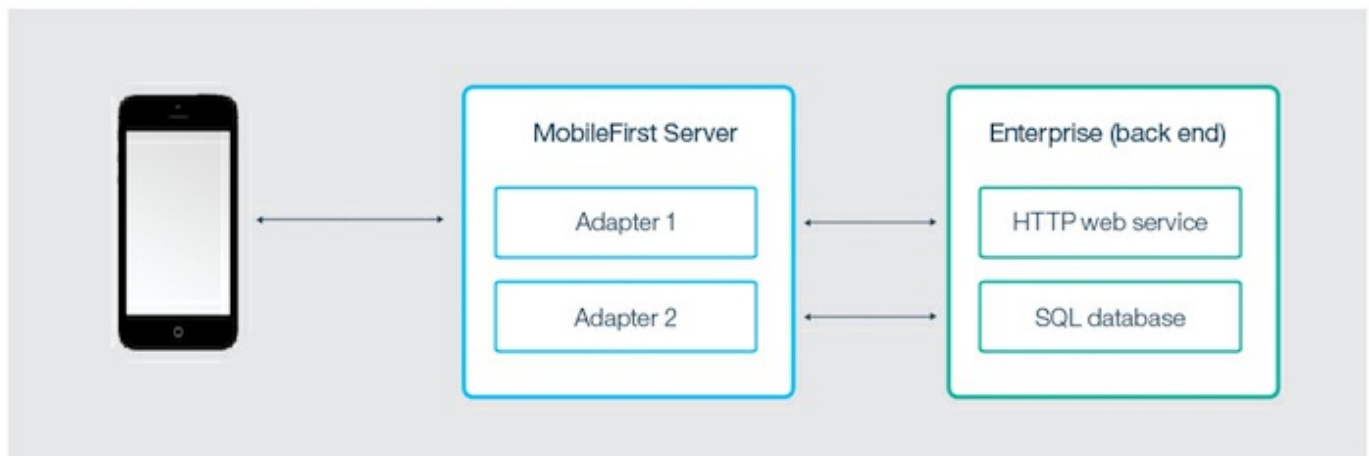 MobileFirst Server
Adapter 1
Adapter 2
Enterprise (back end)
HTTP web service
SQL database